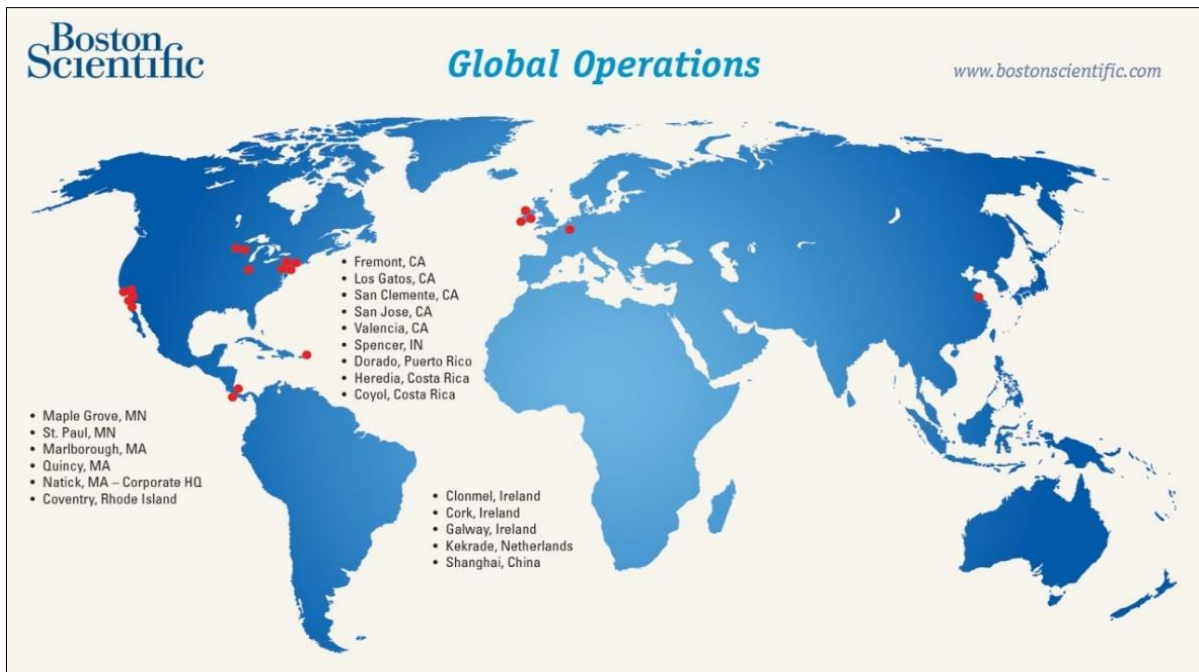 Boston
Scientific
Global Operations
www.bostonscientific.com
• Fremont, CA
• Los Gatos, CA
• San Clemente, CA
• San Jose, CA
• Valencia, CA
• Spencer, IN
• Dorado, Puerto Rico
• Heredia, Costa Rica
• Coyol, Costa Rica
• Maple Grove, MN
• St. Paul, MN
• Marlborough, MA
• Quincy, MA
• Natick, MA – Corporate HQ
• Coventry, Rhode Island
• Clonmel, Ireland
• Cork, Ireland
• Galway, Ireland
• Kekrade, Netherlands
• Shanghai, China